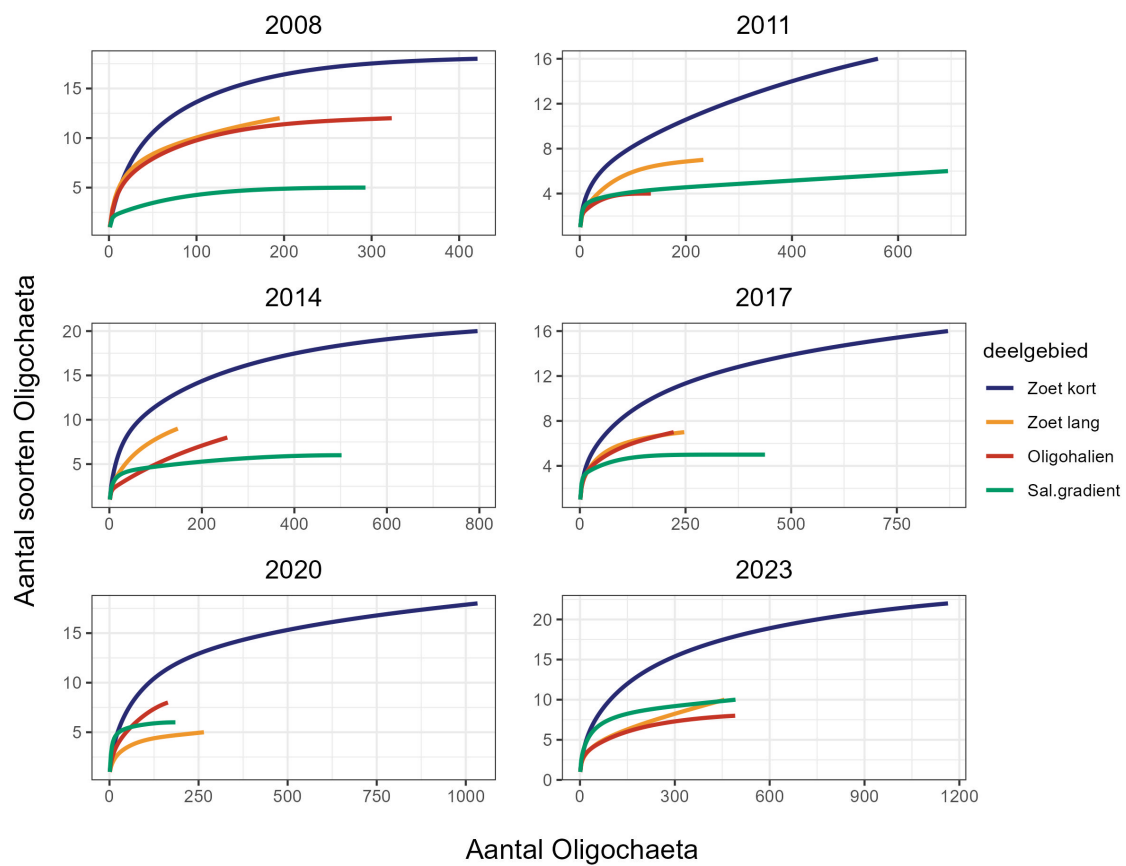 2008
2011
15
10
5
0 100 200 300 400
16
12
8
4
0 200 400 600
2014
2017
20
15
10
5
0 200 400 600 800
16
12
8
4
0 250 500 750
2020
2023
15
10
5
0 250 500 750 1000
20
15
10
5
0
0 300 600 900 1200
Aantal soorten Oligochaeta
Aantal Oligochaeta
deelgebied
Zoet kort
Zoet lang
Oligohalien
Sal.gradient